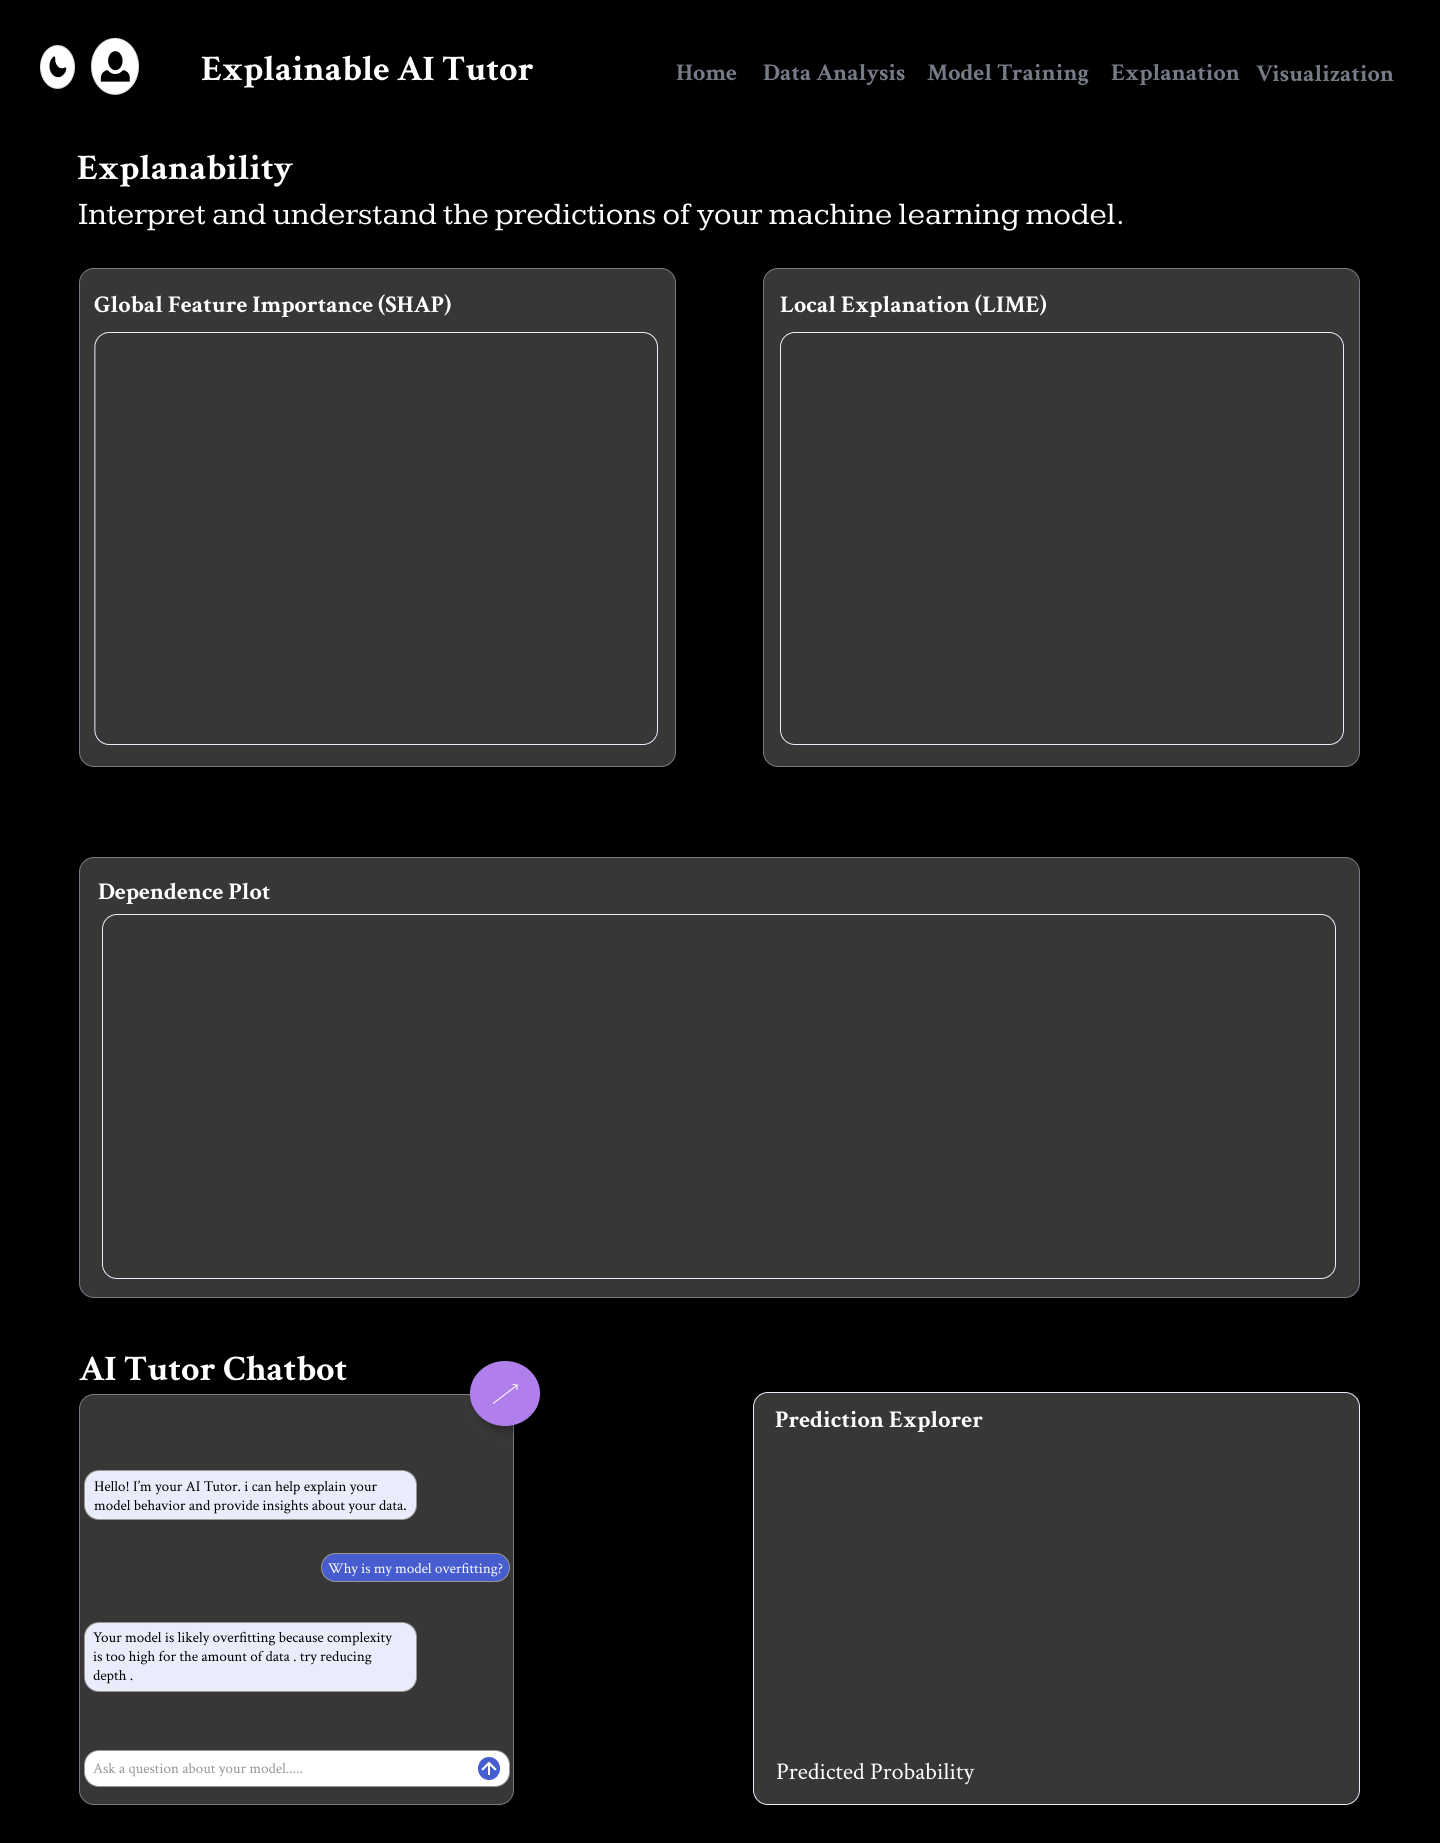 Explainable AI Tutor
Home
Data Analysis
Model Training
Explanation
Visualization
Explanability
Interpret and understand the predictions of your machine learning model.
Global Feature Importance (SHAP)
Local Explanation (LIME)
Dependence Plot
AI Tutor Chatbot
Hello! I'm your AI Tutor. i can help explain your
model behavior and provide insights about your data.
Why is my model overfitting?
Your model is likely overfitting because complexity
is too high for the amount of data . try reducing
depth .
Ask a question about your model.....
Prediction Explorer
Predicted Probability